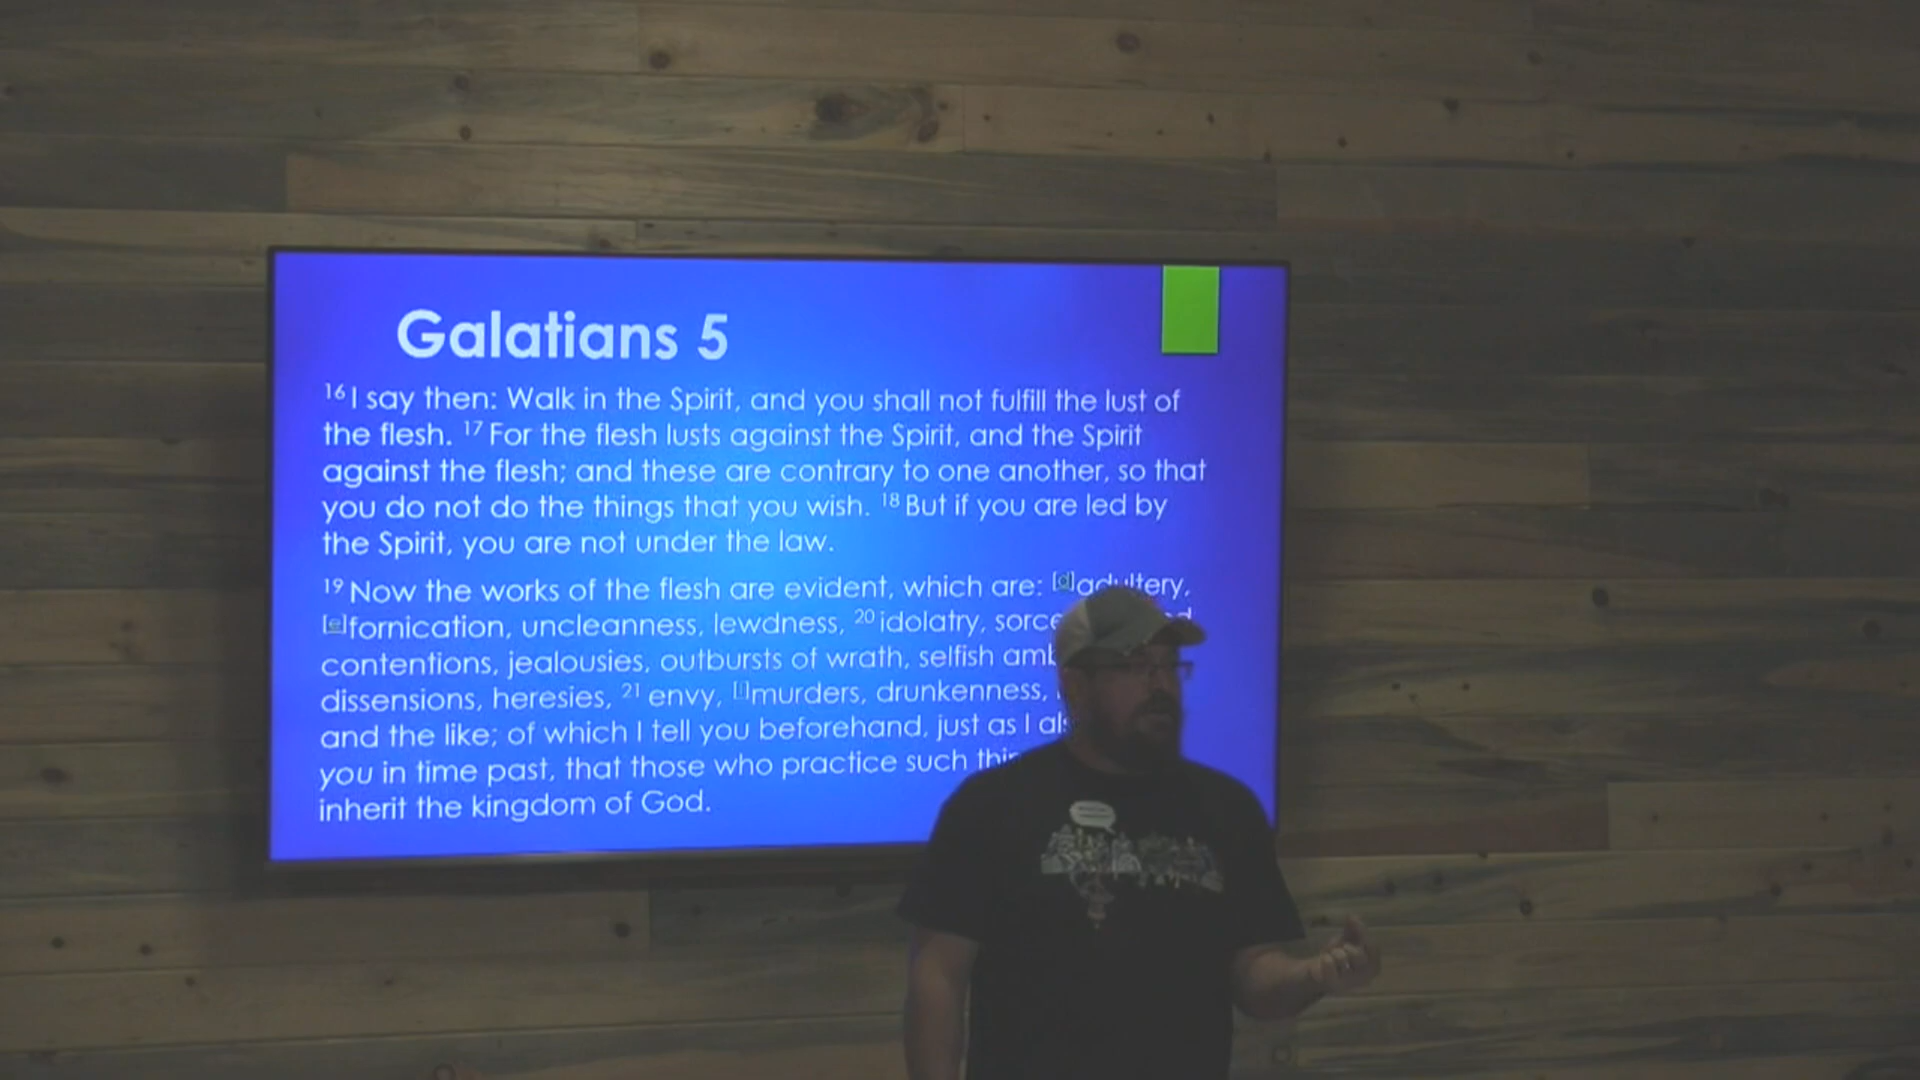 Galatians 5
16 I say then: Walk in the Spirit, and you shall not fulfill the lust of
the flesh. 17 For the flesh lusts against the Spirit, and the Spirit
against the flesh; and these are contrary to one another, so that
you do not do the things that you wish. 18 But if you are led by
the Spirit, you are not under the law.
19 Now the works of the flesh are evident, which are: [d]adultery,
[e]fornication, uncleanness, lewdness, 20 idolatry,
contentions, jealousies, outbursts of wrath, selfish
dissensions, heresies, 21 envy, murders, drunkenness,
and the like; of which I tell you beforehand, just as I
you in time past, that those who practice such
inherit the kingdom of God.